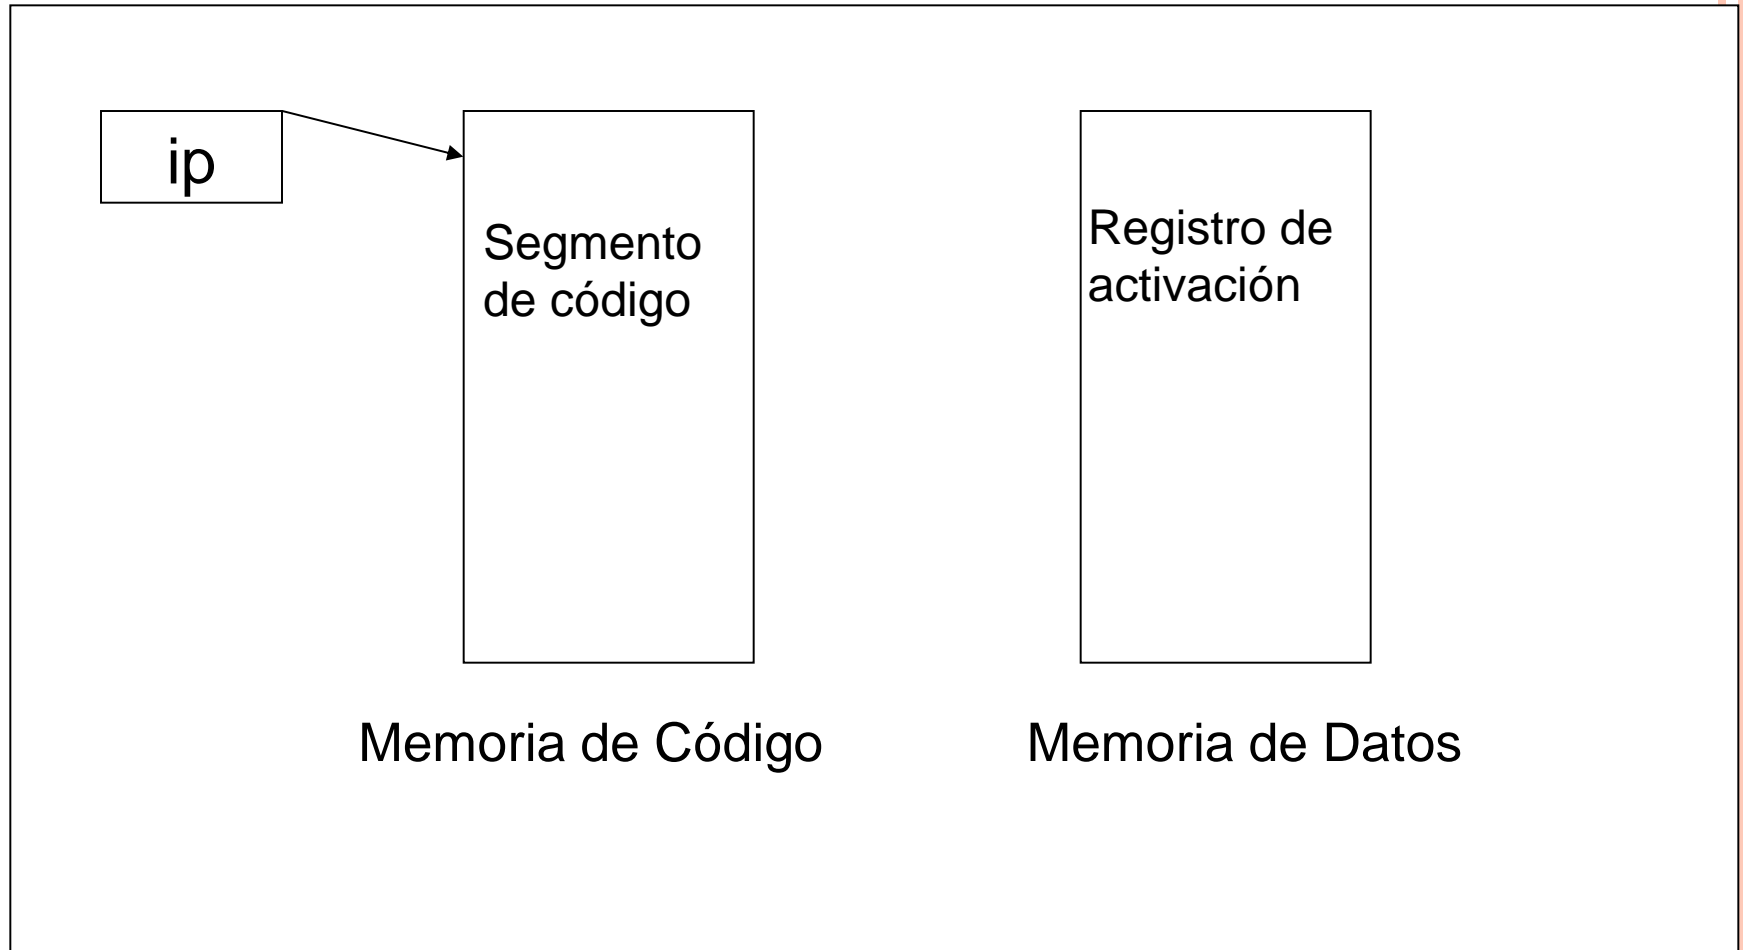 ip
Segmento
de código
Registro de
activación
Memoria de Código
Memoria de Datos